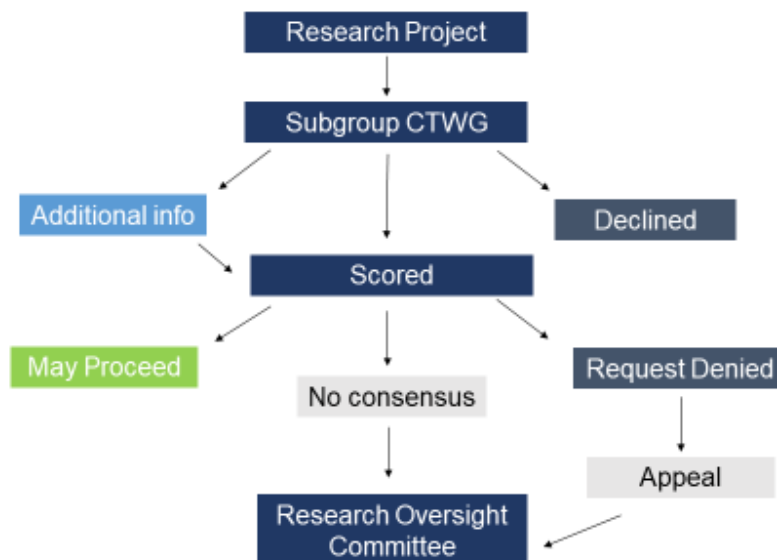 Research Project
Subgroup CTWG
Additional info
Declined
Scored
May Proceed
Request Denied
No consensus
Appeal
Research Oversight
Committee